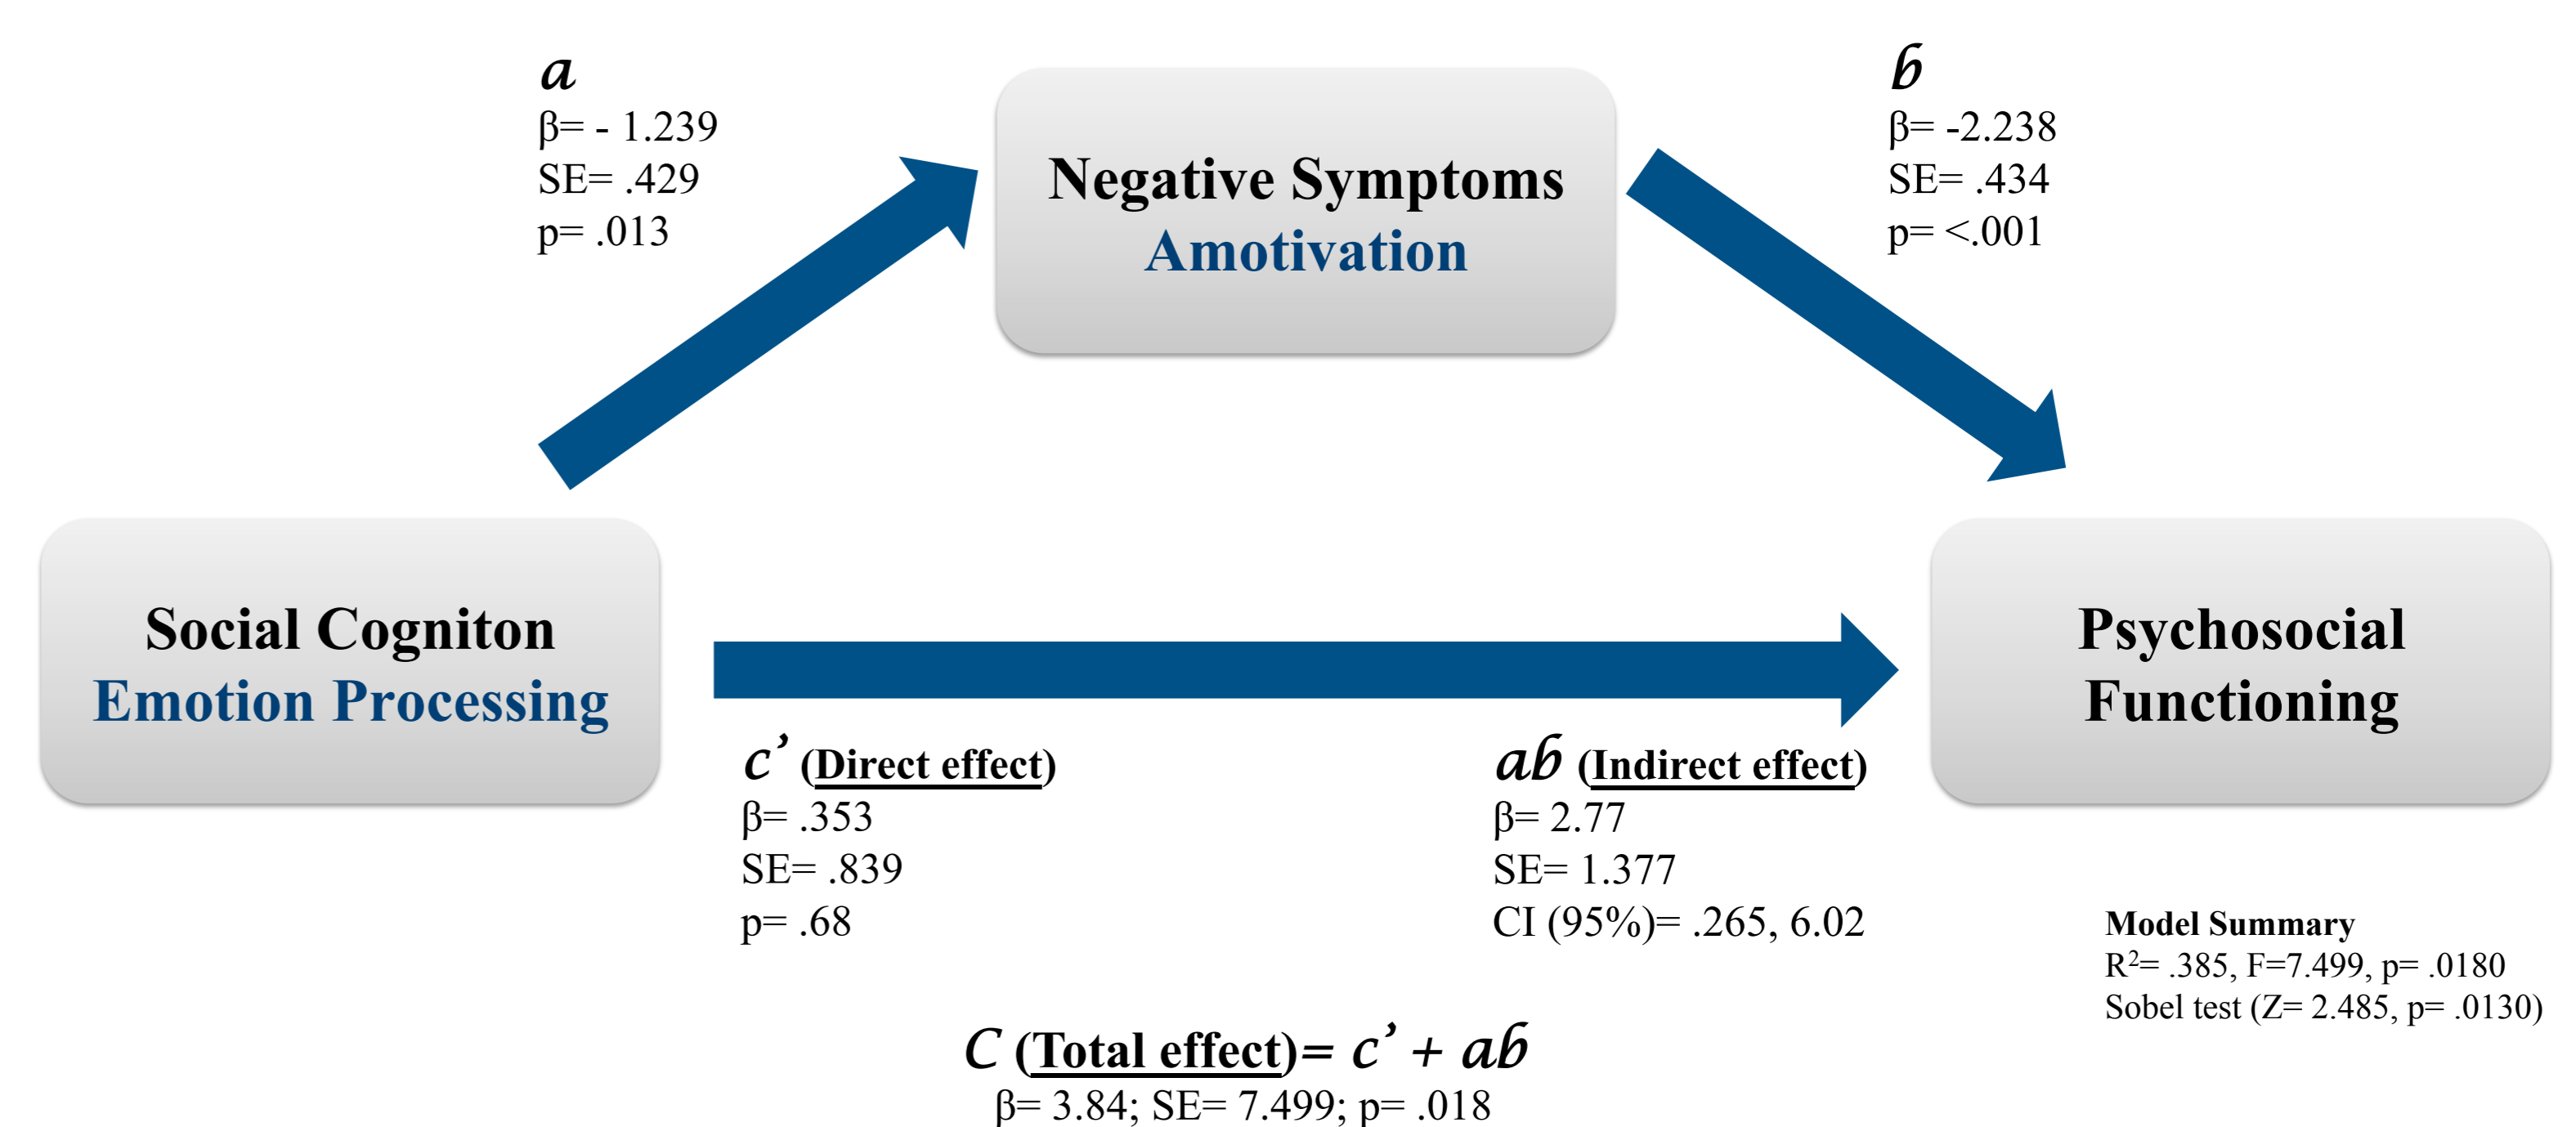 a
β= - 1.239
SE= .429
p= .013
b
β= -2.238
SE= .434
p= <.001
Negative Symptoms
Amotivation
Social Cogniton
Emotion Processing
Psychosocial
Functioning
c’ (Direct effect)
β= .353
SE= .839
p= .68
ab (Indirect effect)
β= 2.77
SE= 1.377
CI (95%)= .265, 6.02
Model Summary
R²= .385, F=7.499, p= .0180
Sobel test (Z= 2.485, p= .0130)
C (Total effect)= c’ + ab
β= 3.84; SE= 7.499; p= .018